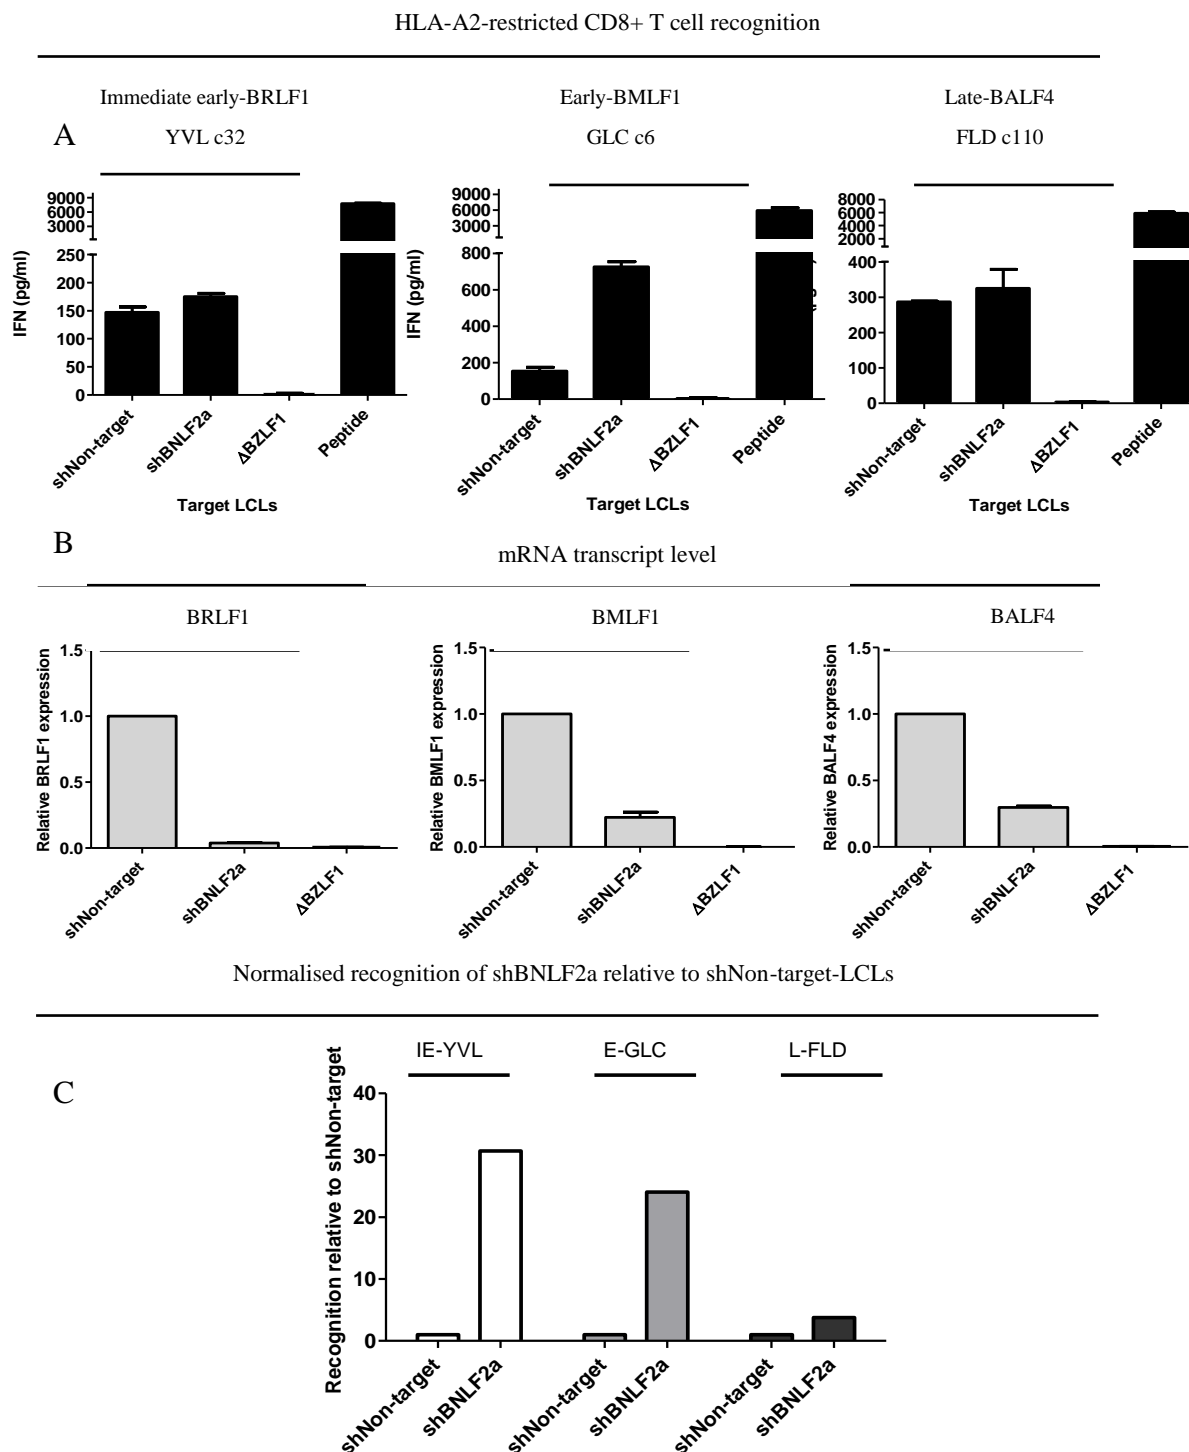 HLA-A2-restricted CD8+ T cell recognition
Immediate early-BRLF1
Early-BMLF1
Late-BALF4
A
YVL c32
GLC c6
FLD c110
IFN (pg/ml)
9000
6000
3000
250
200
150
100
50
0
shNon-target
shBNLF2a
ΔBZLF1
Peptide
Target LCLs
IFN (pg/ml)
9000
6000
3000
800
600
400
200
0
shNon-target
shBNLF2a
ΔBZLF1
Peptide
Target LCLs
8000
6000
4000
2000
400
300
200
100
0
shNon-target
shBNLF2a
ΔBZLF1
Peptide
Target LCLs
B
mRNA transcript level
BRLF1
BMLF1
BALF4
Relative BRLF1 expression
1.5
1.0
0.5
0.0
shNon-target
shBNLF2a
ΔBZLF1
Relative BMLF1 expression
1.5
1.0
0.5
0.0
shNon-target
shBNLF2a
ΔBZLF1
Relative BALF4 expression
1.5
1.0
0.5
0.0
shNon-target
shBNLF2a
ΔBZLF1
Normalised recognition of shBNLF2a relative to shNon-target-LCLs
C
IE-YVL
E-GLC
L-FLD
Recognition relative to shNon-target
40
30
20
10
0
shNon-target
shBNLF2a
shNon-target
shBNLF2a
shNon-target
shBNLF2a